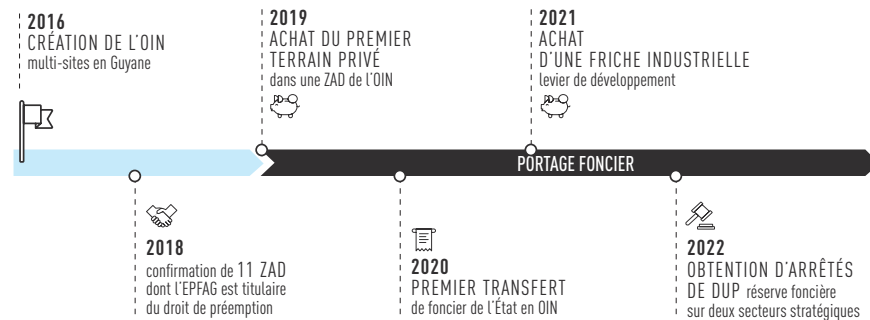 2016
CRÉATION DE L'OIN
multi-sites en Guyane
2019
ACHAT DU PREMIER
TERRAIN PRIVÉ
dans une ZAD de l'OIN
2021
ACHAT
D'UNE FRICHE INDUSTRIELLE
levier de développement
PORTAGE FONCIER
2018
confirmation de 11 ZAD
dont l'EPFAG est titulaire
du droit de préemption
2020
PREMIER TRANSFERT
de foncier de l'État en OIN
2022
OBTENTION D'ARRÊTÉS
DE DUP réserve foncière
sur deux secteurs stratégiques